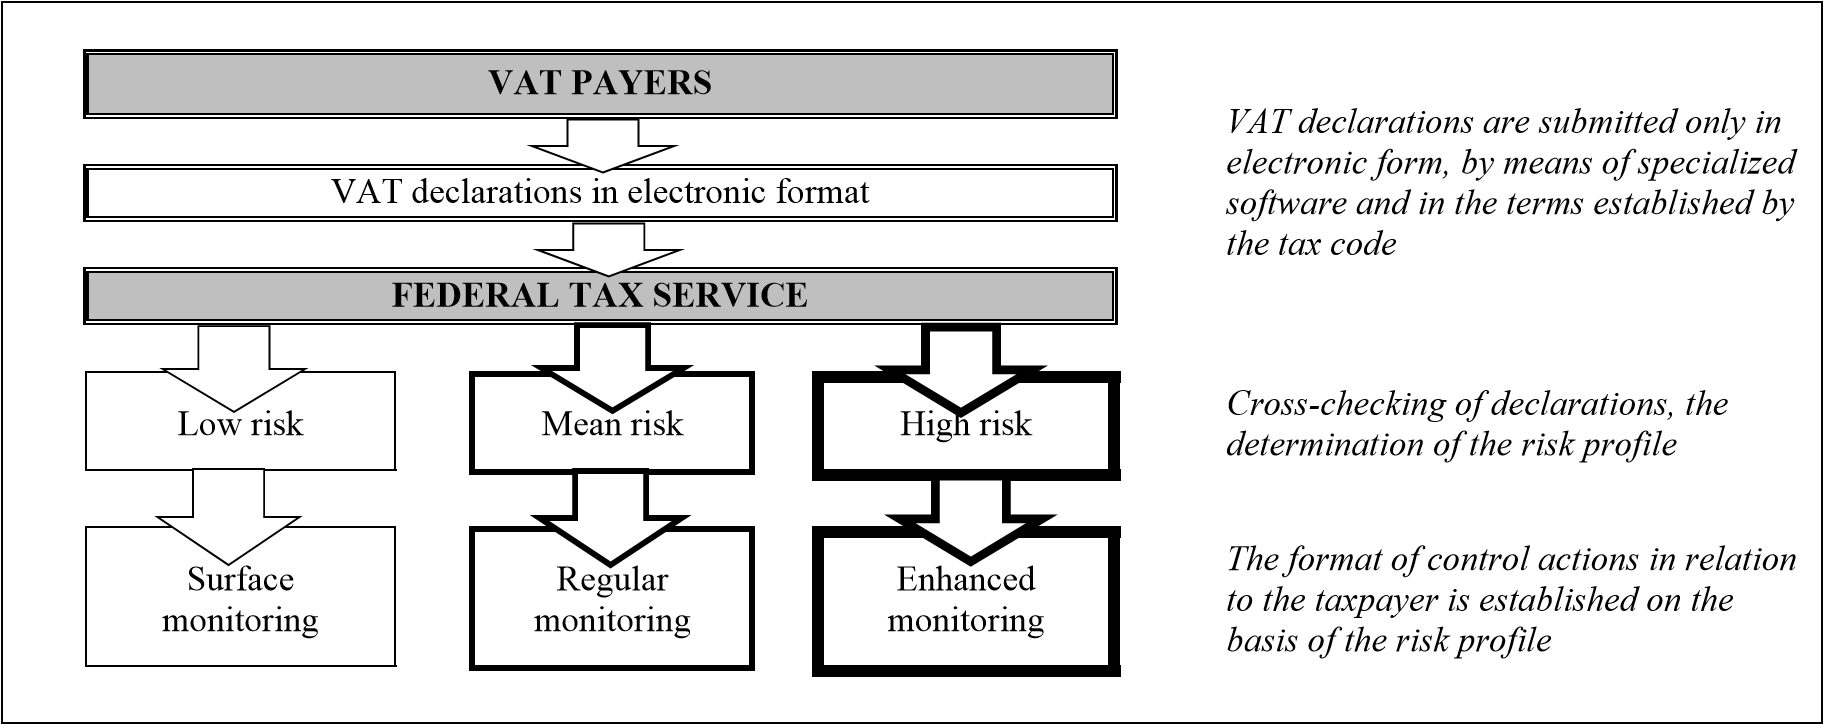 VAT PAYERS
VAT declarations in electronic format
FEDERAL TAX SERVICE
VAT declarations are submitted only in
electronic form, by means of specialized
software and in the terms established by
the tax code
Low risk
Mean risk
High risk
Cross-checking of declarations, the
determination of the risk profile
Surface
monitoring
Regular
monitoring
Enhanced
monitoring
The format of control actions in relation
to the taxpayer is established on the
basis of the risk profile